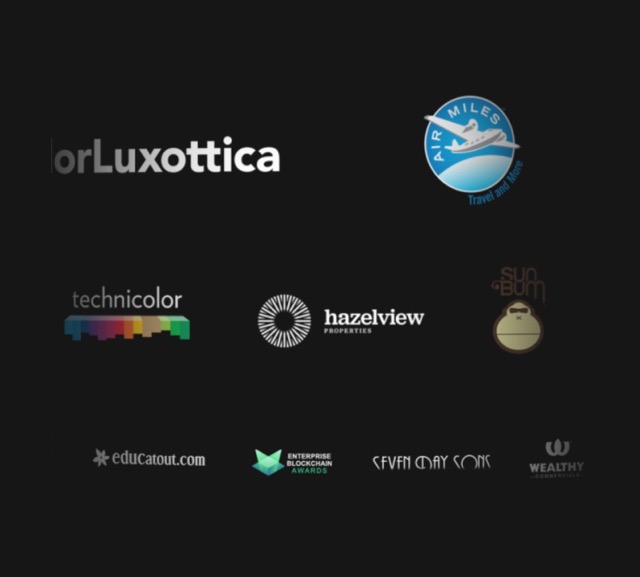 lorLuxottica
AIR MILES
Travel and More
technicolor
hazelview
PROPERTIES
SUN
BUM
educatout.com
ENTERPRISE
BLOCKCHAIN
AWARDS
SEVEN DAY SONS
WEALTHY